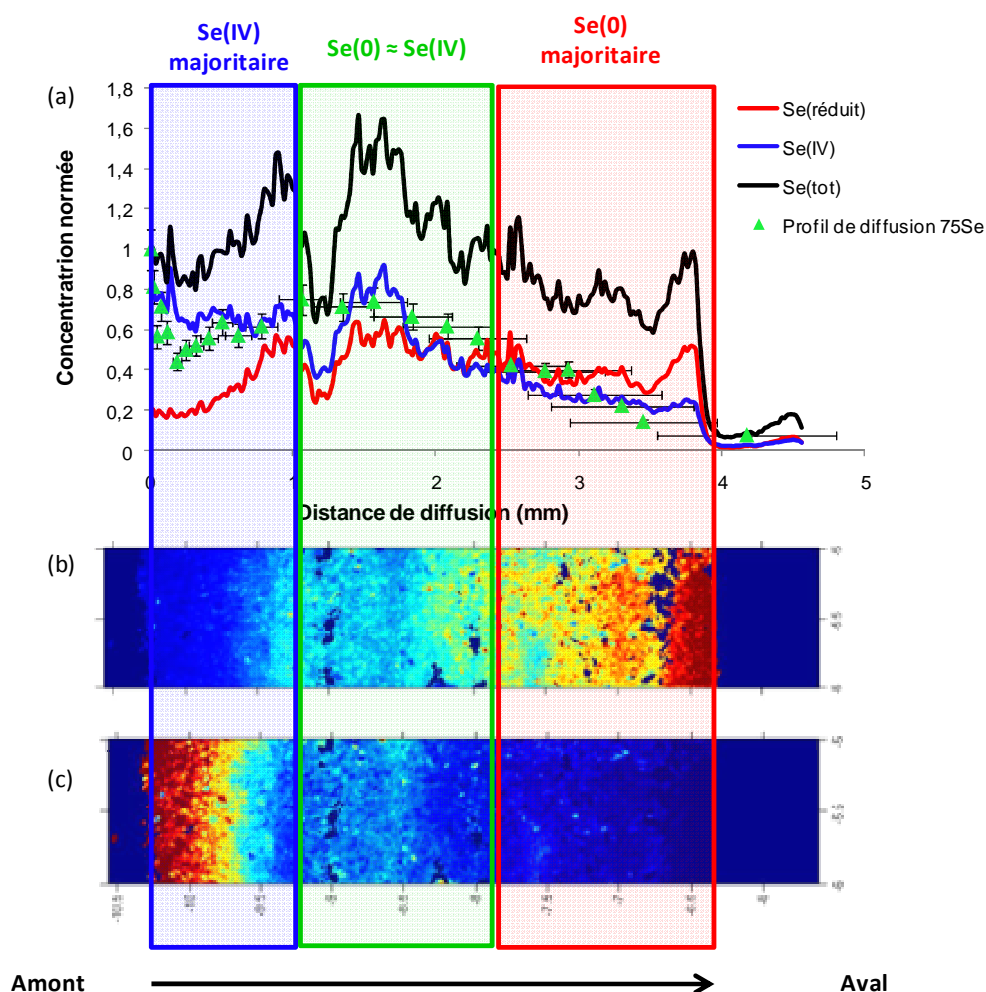 Se(IV)
majoritaire
Se(0) ≈ Se(IV)
Se(0)
majoritaire
(a)
1,8
1,6
1,4
1,2
1
0,8
0,6
0,4
0,2
0
Concentratrion normée
Se(réduit)
Se(IV)
Se(tot)
Profil de diffusion 75Se
0 1 2 3 4 5
Distance de diffusion (mm)
(b)
(c)
Amont
Aval